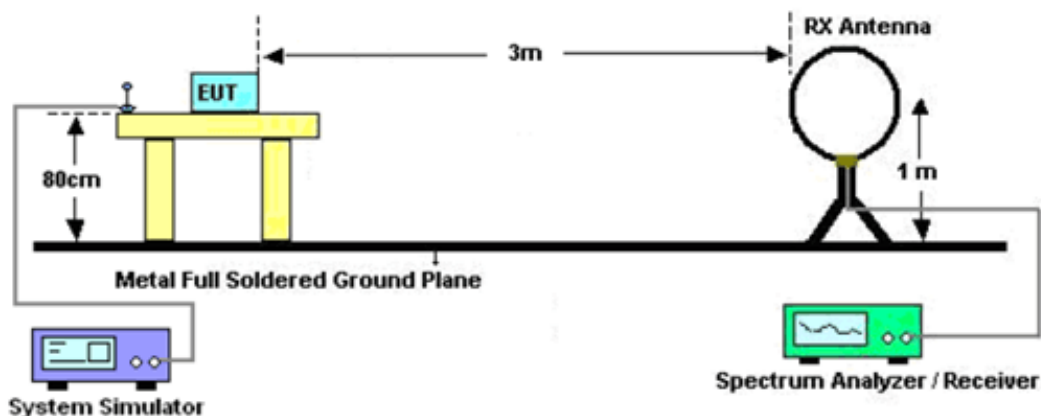 RX Antenna
3m
EUT
80cm
1 m
Metal Full Soldered Ground Plane
System Simulator
Spectrum Analyzer / Receiver